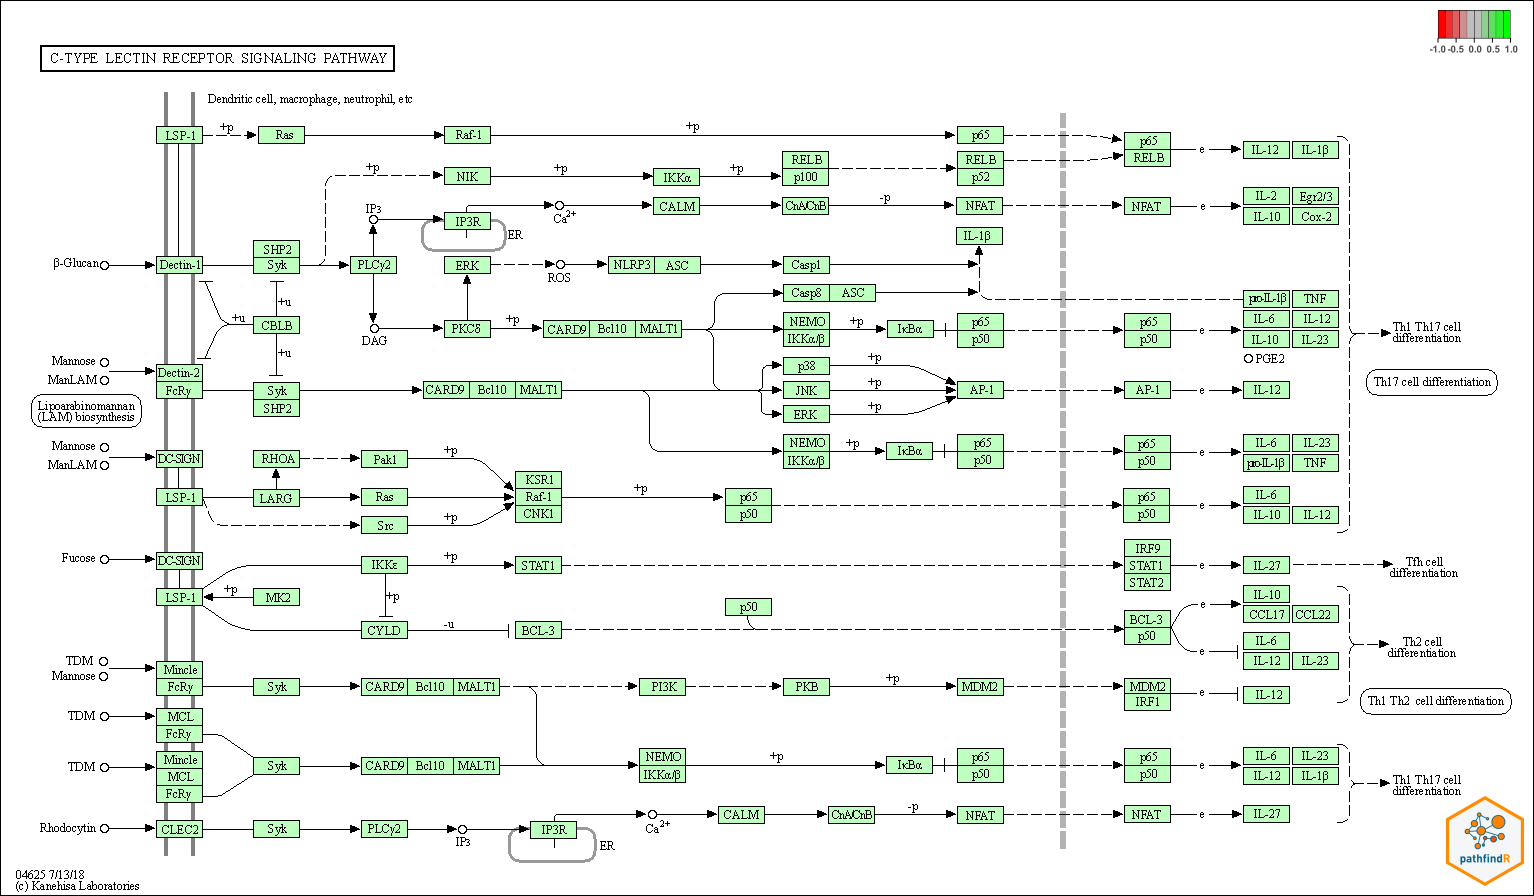 -1.0 -0.5 0.0 0.5 1.0
C-TYPE LECTIN RECEPTOR SIGNALING PATHWAY
Dendritic cell, macrophage, neutrophil, etc
LSP-1 +p Ras Raf-1 +p p65 p65
RELB e IL-12 IL-1β
+p NIK +p IKKα +p RELB
p100 RELB
p52
IP3 IP3R ER Ca2+ CALM CnA/CnB -p NFAT NFAT e IL-2 Egr2/3
IL-10 Cox-2
IL-1β
β-Glucan Dectin-1 SHP2
Syk PLCγ2 ERK ROS NLRP3 ASC Casp1
Casp8 ASC pro-IL-1β TNF
+u
+u CBLB DAG PKCδ +p CARD9 Bcl10 MALT1 NEMO
IKKα/β +p IκBα p65
p50 p65
p50 e IL-6 IL-12
IL-10 IL-23
PGE2
Th1 Th17 cell
differentiation
+u
Mannose
ManLAM Dectin-2
FcRγ Syk
SHP2 CARD9 Bcl10 MALT1
p38 +p
JNK +p AP-1 AP-1 e IL-12
ERK +p
Th17 cell differentiation
Lipoarabinomannan
(LAM) biosynthesis
Mannose
ManLAM DC-SIGN RHOA Pak1 +p
NEMO
IKKα/β +p IκBα p65
p50 p65
p50 e IL-6 IL-23
pro-IL-1β TNF
LSP-1 LARG Ras KSR1
Raf-1
CNK1 +p p65
p50 p65
p50 e IL-6
IL-10 IL-12
Src +p
Fucose DC-SIGN IKKε +p STAT1 IRF9
STAT1
STAT2 e IL-27 Tfh cell
differentiation
LSP-1 +p MK2 +p
CYLD -u BCL-3 p50 BCL-3
p50 e IL-10
CCL17 CCL22
e IL-6
IL-12 IL-23
Th2 cell
differentiation
TDM
Mannose Mincle
FcRγ Syk CARD9 Bcl10 MALT1 PI3K PKB +p MDM2 MDM2
IRF1 e IL-12
Th1 Th2 cell differentiation
TDM MCL
FcRγ
TDM Mincle
MCL
FcRγ Syk CARD9 Bcl10 MALT1 NEMO
IKKα/β +p IκBα p65
p50 p65
p50 e IL-6 IL-23
IL-12 IL-1β
Th1 Th17 cell
differentiation
Rhodocytin CLEC2 Syk PLCγ2 IP3 IP3R ER Ca2+ CALM CnA/CnB -p NFAT NFAT e IL-27
pathfindR
04625 7/13/18
(c) Kanehisa Laboratories